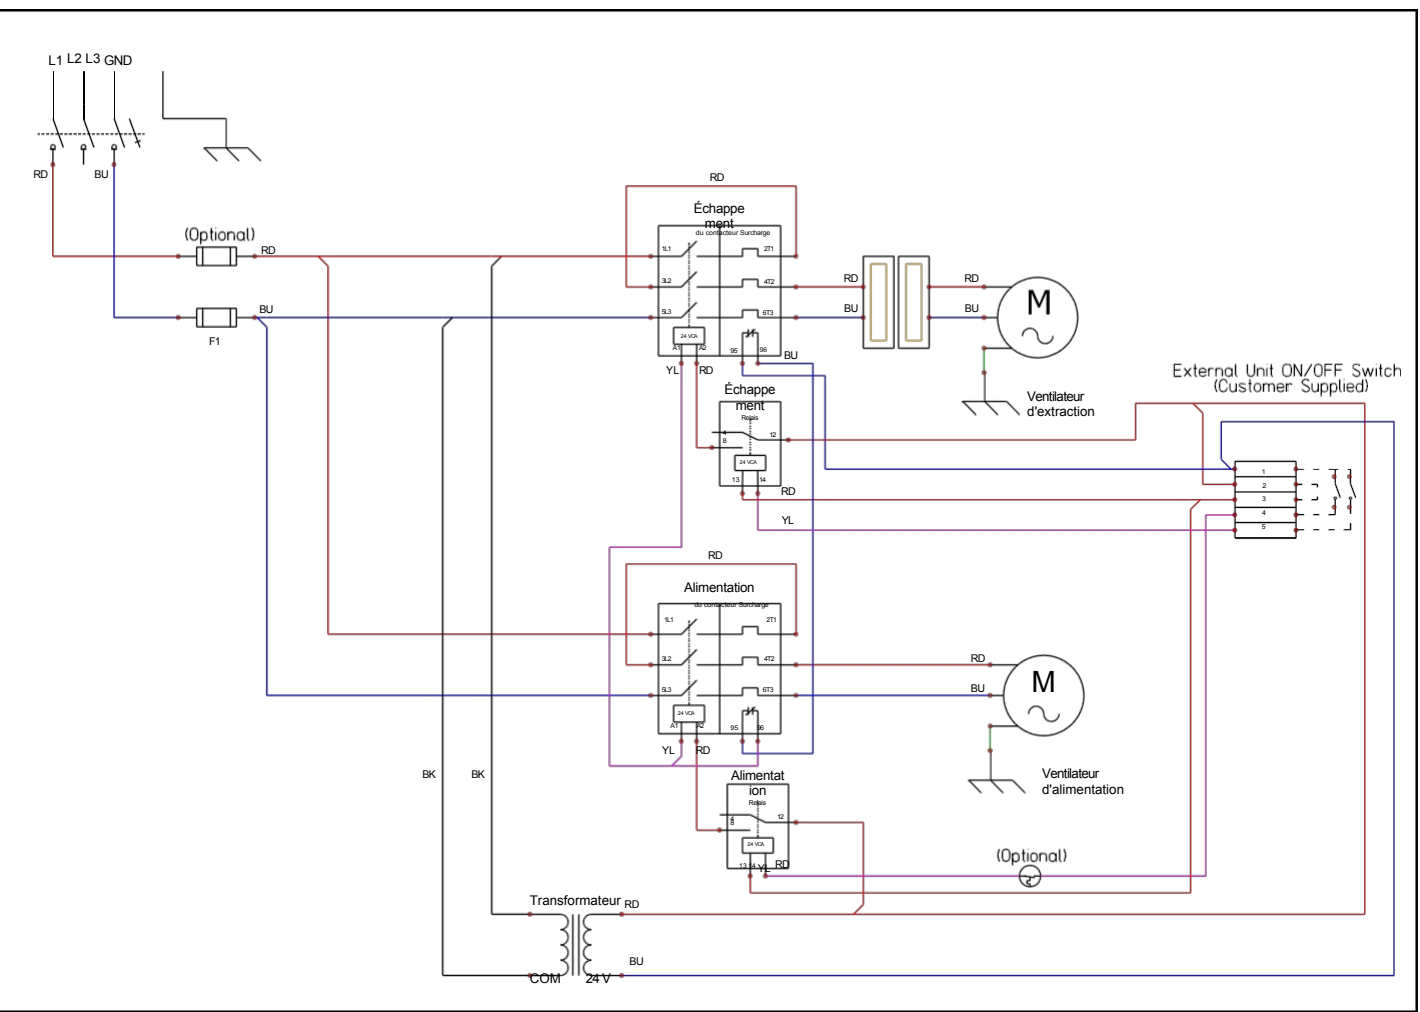 L1 L2 L3 GND
RD BU
(Optional)
RD
BU
F1
RD
Échappe
ment
du contacteur Surcharge
1L1 2T1
3L2 4T2
5L3 6T3
24 VCA
A1 A2 95 96
YL RD BU
RD RD
BU BU
M
Ventilateur
d'extraction
External Unit ON/OFF Switch
(Customer Supplied)
1
2
3
4
5
Échappe
ment
Relais
4
8
12
24 VCA
13 14
RD
YL
RD
Alimentation
du contacteur Surcharge
1L1 2T1
3L2 4T2
5L3 6T3
24 VCA
A1 A2 95 96
YL RD
RD
BU
M
Ventilateur
d'alimentation
BK BK
Alimentat
ion
Relais
4
8
12
24 VCA
13 14 YL RD
(Optional)
Transformateur RD
BU
COM 24 V